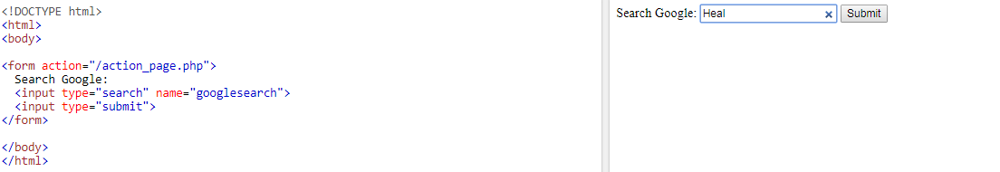 <!DOCTYPE html>
<html>
<body>
<form action="/action_page.php">
  Search Google:
  <input type="search" name="googlesearch">
  <input type="submit">
</form>
</body>
</html>
Search Google: Heal × Submit